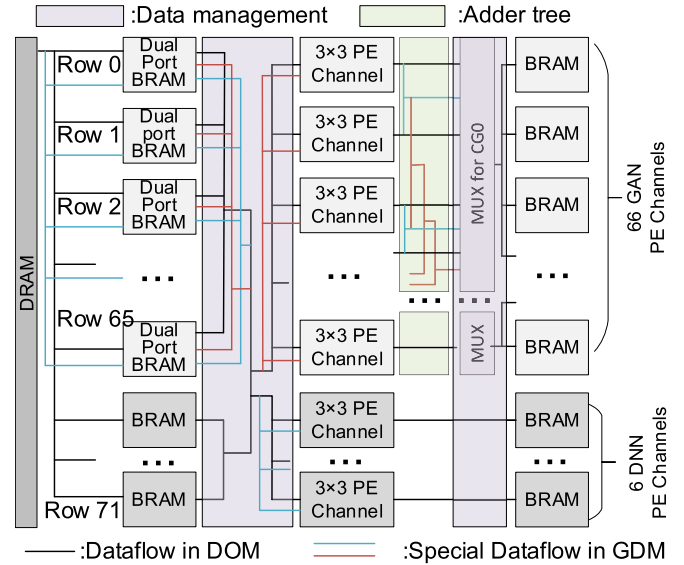 :Data management :Adder tree
DRAM
Row 0
Dual
Port
BRAM
3×3 PE
Channel
BRAM
Row 1
Dual
port
BRAM
3×3 PE
Channel
BRAM
Row 2
Dual
Port
BRAM
3×3 PE
Channel
BRAM
MUX for CG0
66 GAN
PE Channels
Row 65
Dual
Port
BRAM
3×3 PE
Channel
MUX
BRAM
BRAM
3×3 PE
Channel
BRAM
6 DNN
PE Channels
Row 71
BRAM
3×3 PE
Channel
BRAM
:Dataflow in DOM :Special Dataflow in GDM